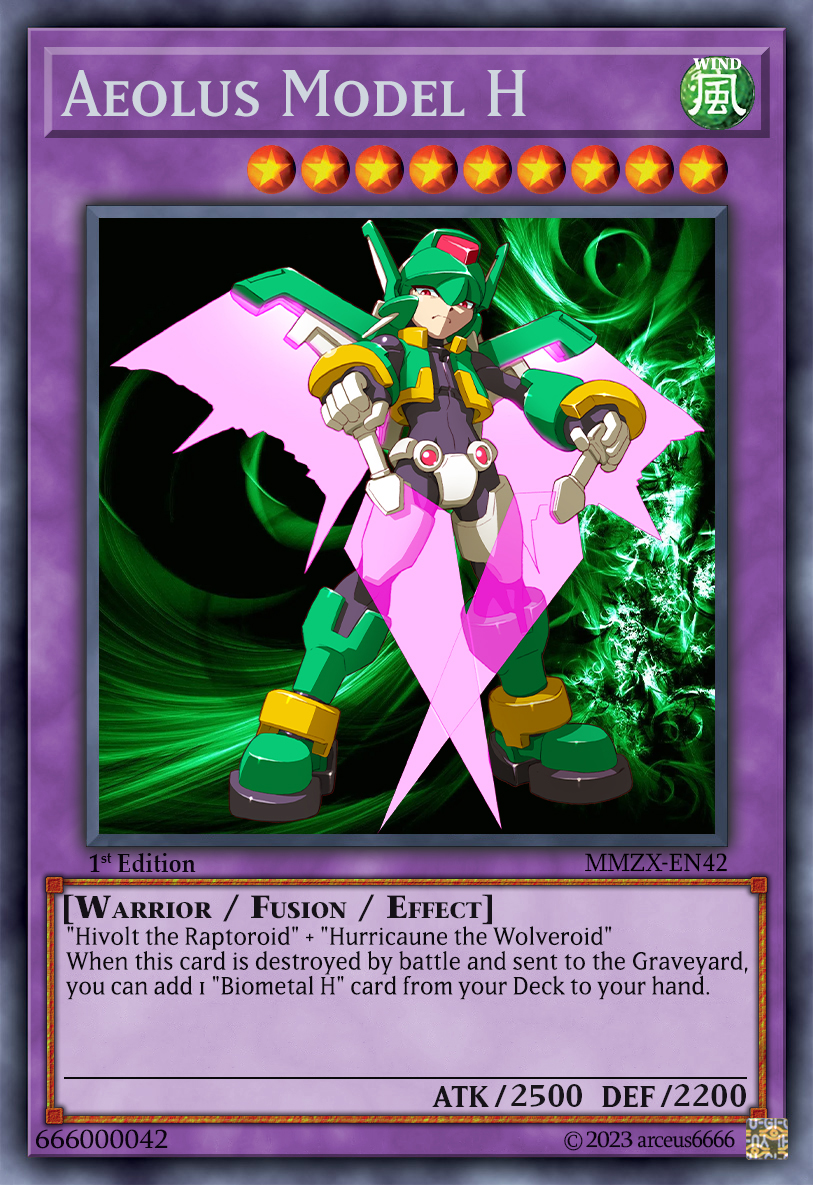 Aeolus Model H
WIND
風
1st Edition
MMZX-EN42
[Warrior / Fusion / Effect]
"Hivolt the Raptoroid" + "Hurricaune the Wolveroid"
When this card is destroyed by battle and sent to the Graveyard,
you can add 1 "Biometal H" card from your Deck to your hand.
ATK / 2500 DEF / 2200
666000042
© 2023 arceus6666